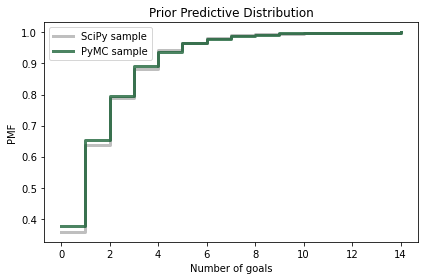 Prior Predictive Distribution
SciPy sample
PyMC sample
PMF
1.0
0.9
0.8
0.7
0.6
0.5
0.4
0 2 4 6 8 10 12 14
Number of goals